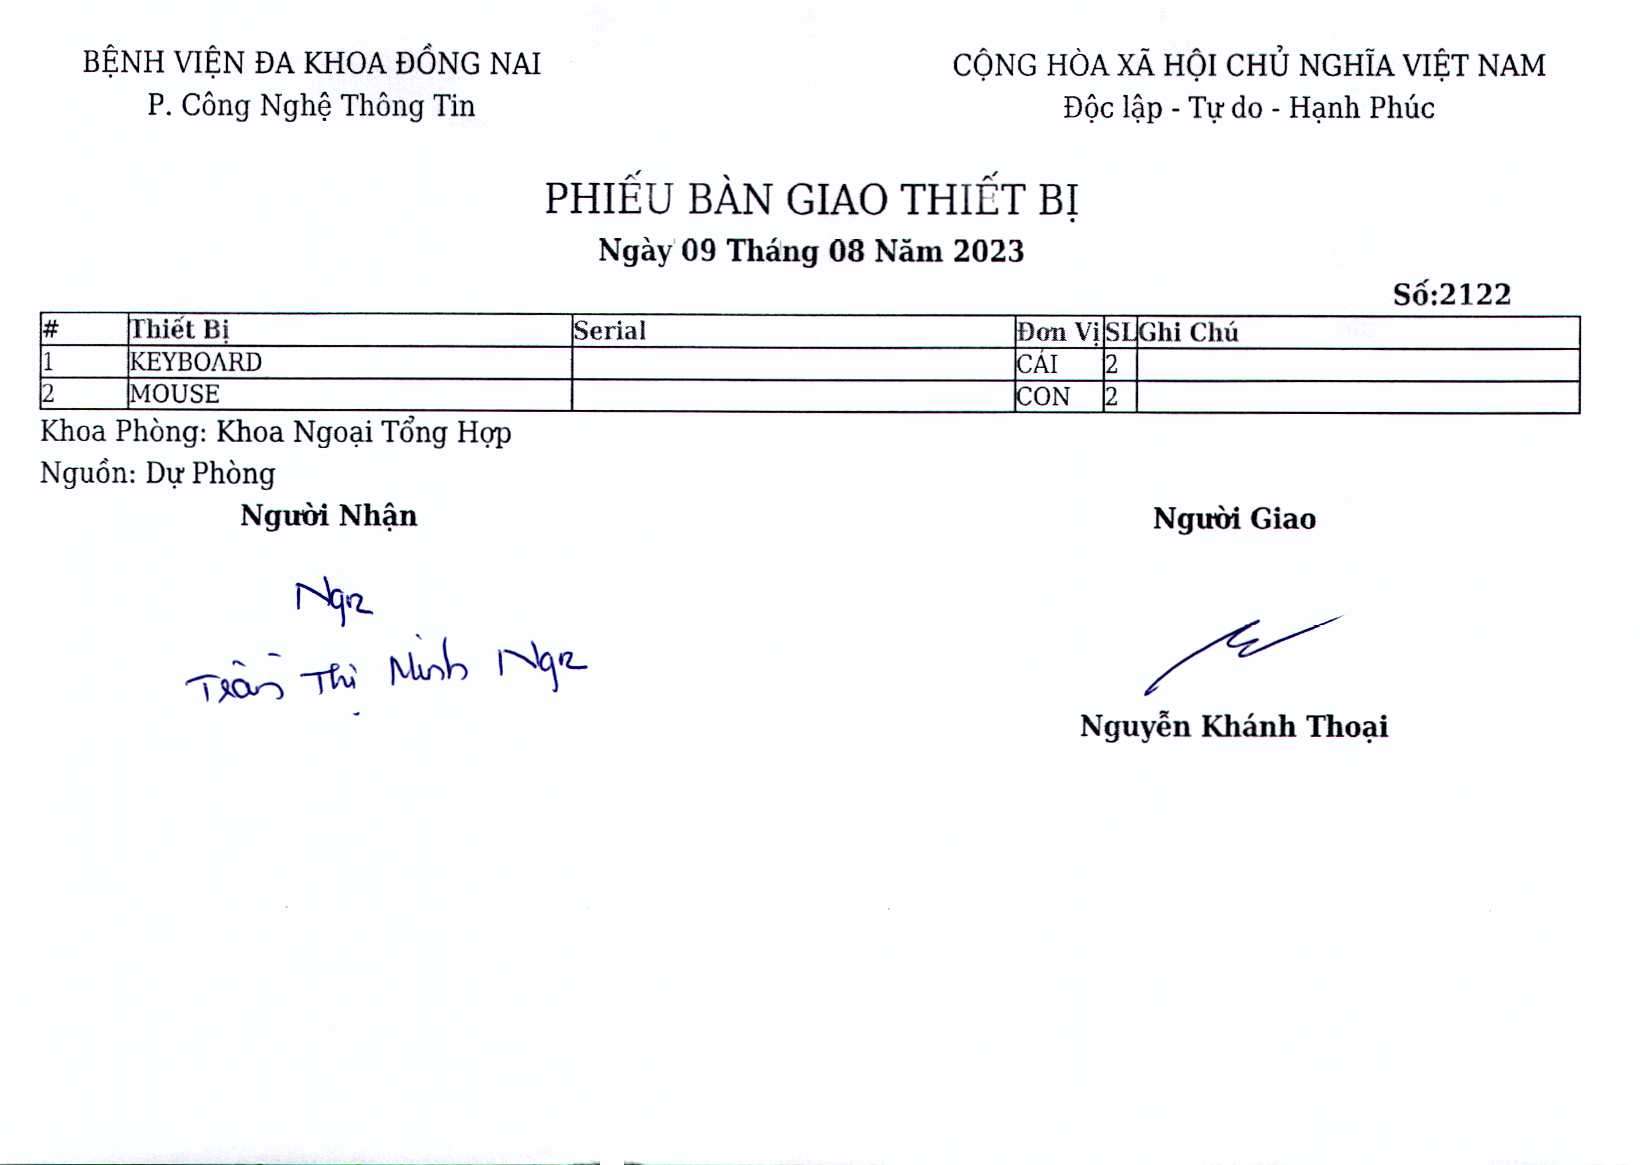 BỆNH VIỆN ĐA KHOA ĐỒNG NAI
P. Công Nghệ Thông Tin
CỘNG HÒA XÃ HỘI CHỦ NGHĨA VIỆT NAM
Độc lập - Tự do - Hạnh Phúc
PHIẾU BÀN GIAO THIẾT BỊ
Ngày 09 Tháng 08 Năm 2023
Số:2122
# Thiết Bị Serial Đơn Vị SL Ghi Chú
1 KEYBOARD CÁI 2
2 MOUSE CON 2
Khoa Phòng: Khoa Ngoại Tổng Hợp
Nguồn: Dự Phòng
Người Nhận
Người Giao
Trần Thị Minh
Nguyễn Khánh Thoại